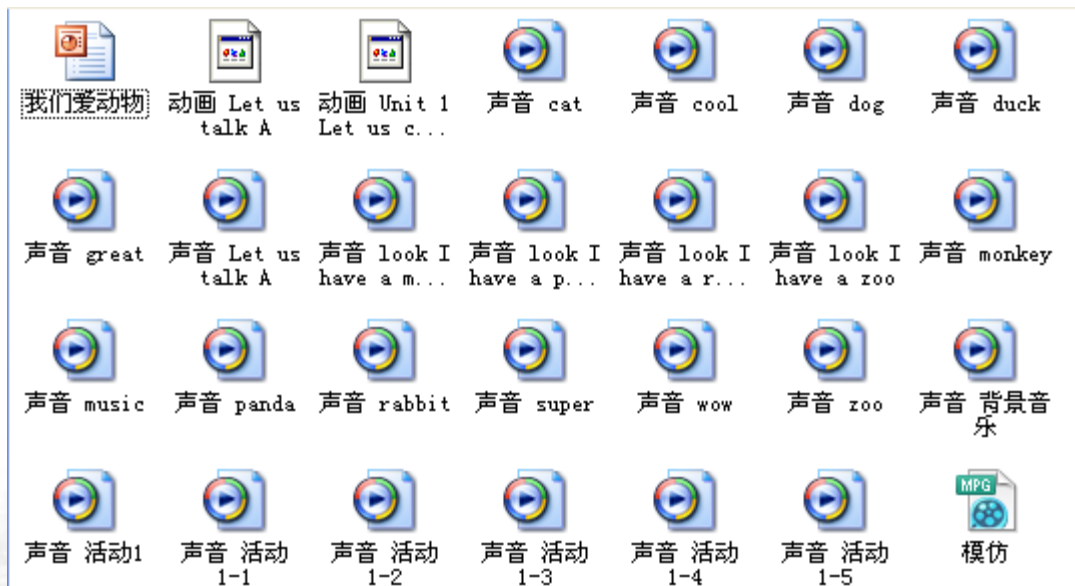 我们爱动物
动画 Let us
talk A
动画 Unit 1
Let us c...
声音 cat
声音 cool
声音 dog
声音 duck
声音 great
声音 Let us
talk A
声音 look I
have a m...
声音 look I
have a p...
声音 look I
have a r...
声音 look I
have a zoo
声音 monkey
声音 music
声音 panda
声音 rabbit
声音 super
声音 wow
声音 zoo
声音 背景音
乐
声音 活动1
声音 活动
1-1
声音 活动
1-2
声音 活动
1-3
声音 活动
1-4
声音 活动
1-5
MPG
模仿